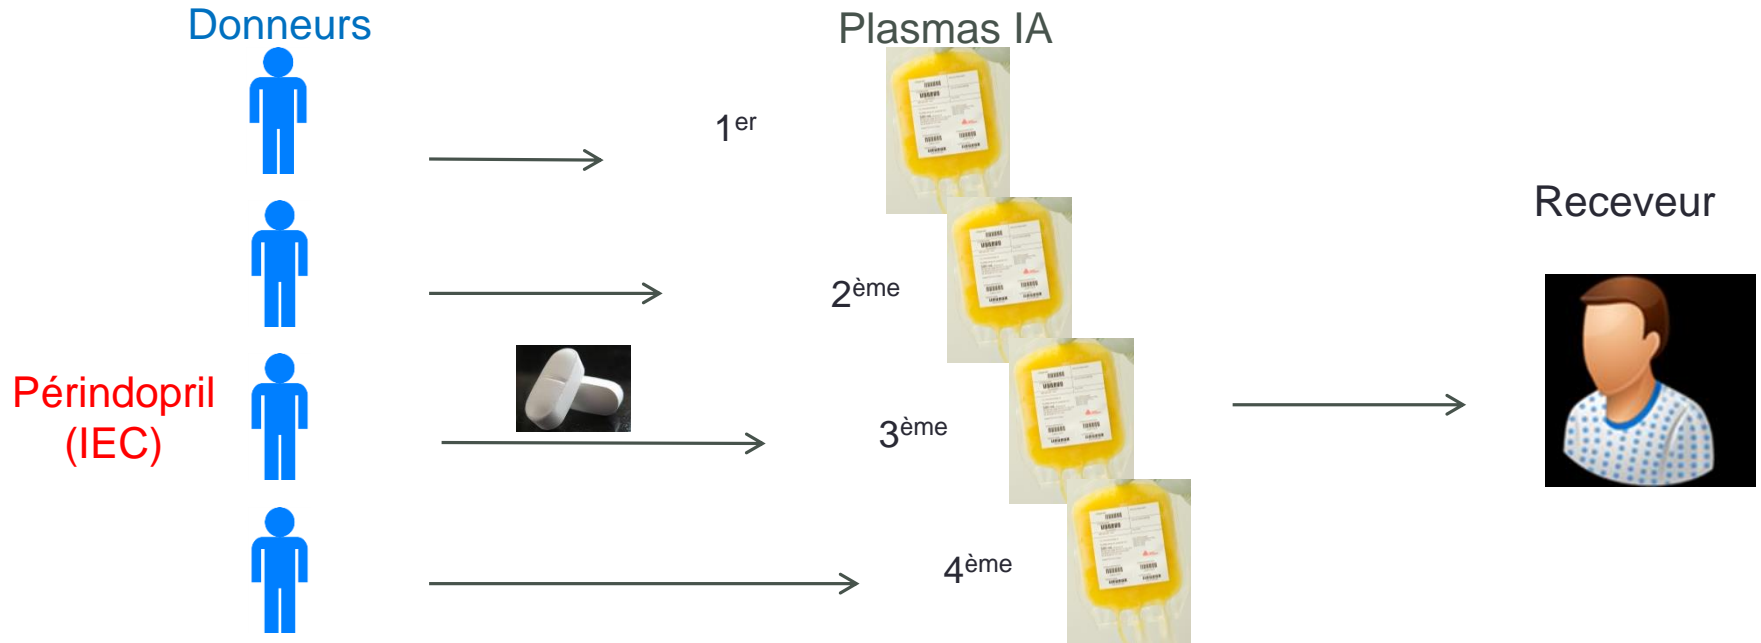 Donneurs
Plasmas IA
1er
Receveur
2ème
Périndopril
(IEC)
3ème
4ème